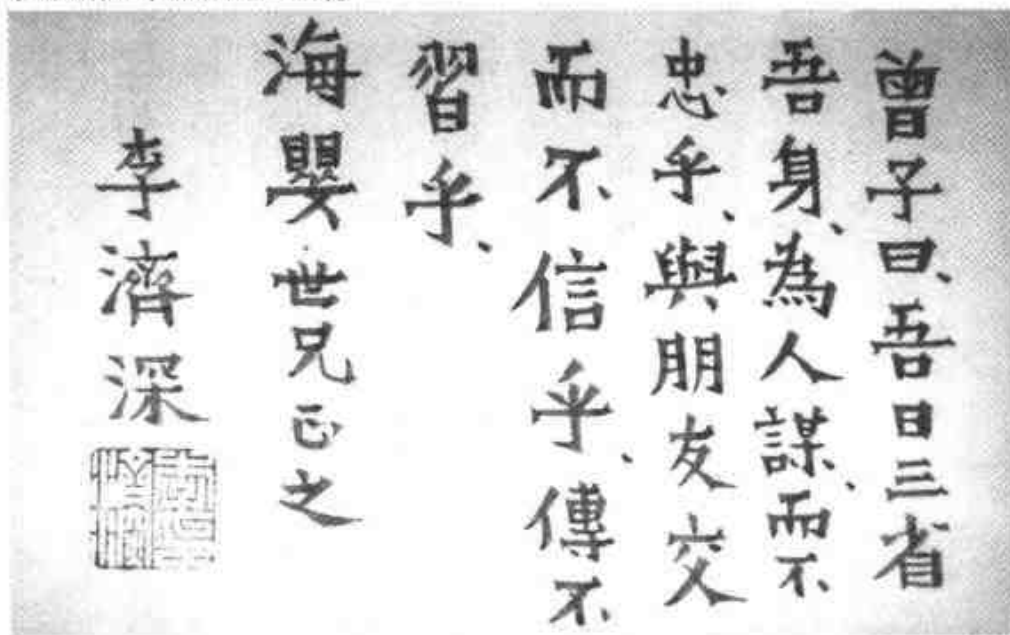 曾子曰、吾日三省
吾身、為人謀、而不
忠乎、與朋友交
而不信乎、傳不
習乎、
海嬰世兄正之
李濟深